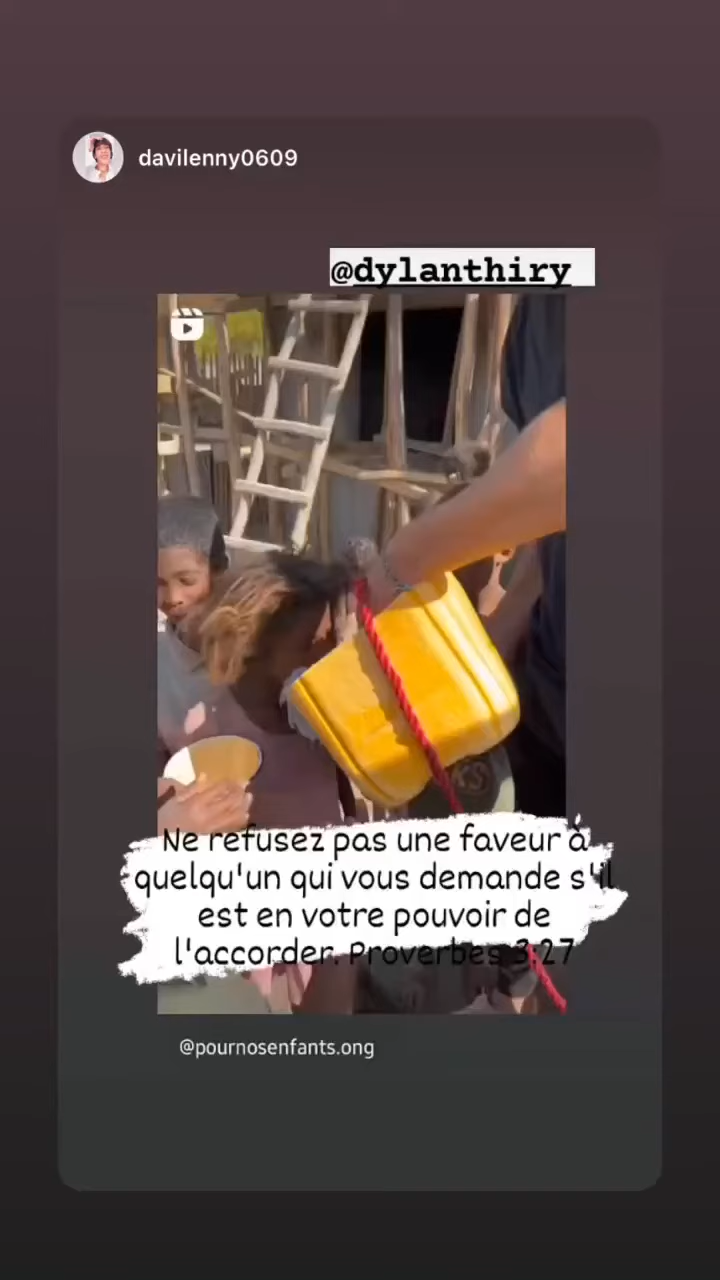 davilenny0609
@dylanthiry
Ne refusez pas une faveur à
quelqu'un qui vous demande s'il
est en votre pouvoir de
l'accorder. Proverbes 3:27
@pournosenfants.ong